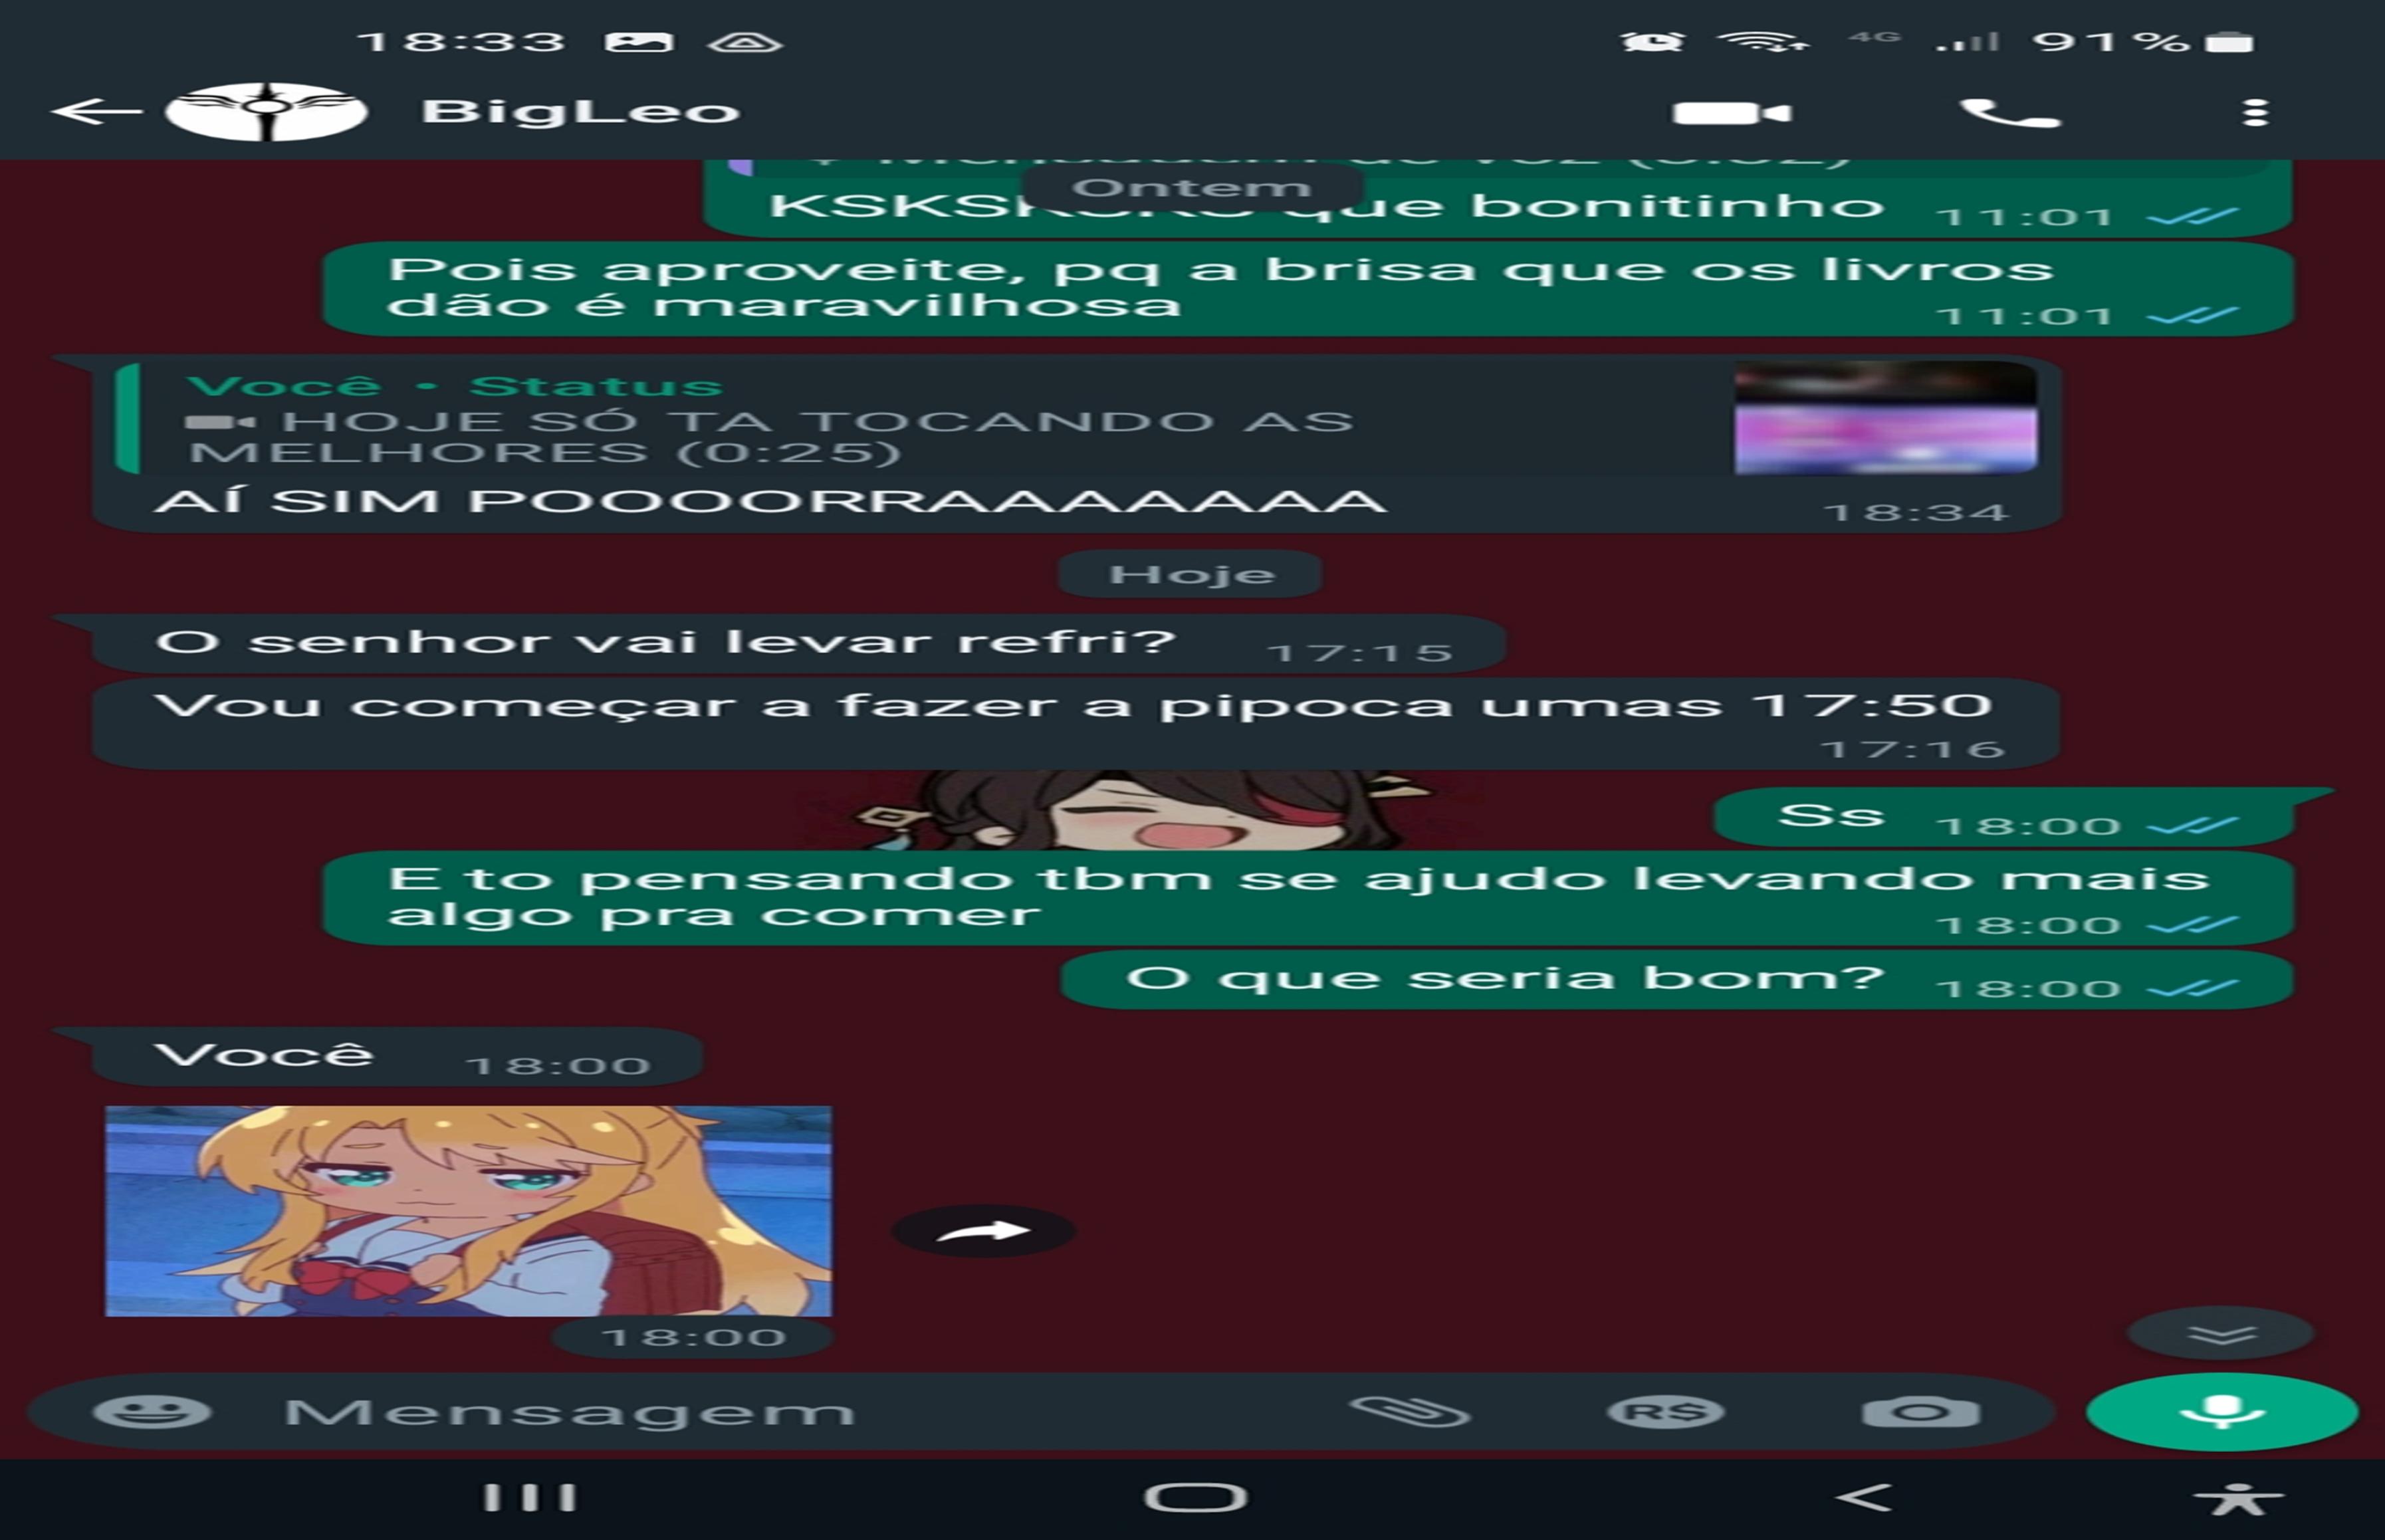 18:33 4G 91%
BigLeo
Ontem
que bonitinho 11:01
Pois aproveite, pq a brisa que os livros
dão é maravilhosa 11:01
Você • Status
HOJE SÓ TA TOCANDO AS
MELHORES (0:25)
AÍ SIM POOOORRAAAAAAAA 18:34
Hoje
O senhor vai levar refri? 17:15
Vou começar a fazer a pipoca umas 17:50
17:16
Ss 18:00
E to pensando tbm se ajudo levando mais
algo pra comer 18:00
O que seria bom? 18:00
Você 18:00
18:00
Mensagem R$